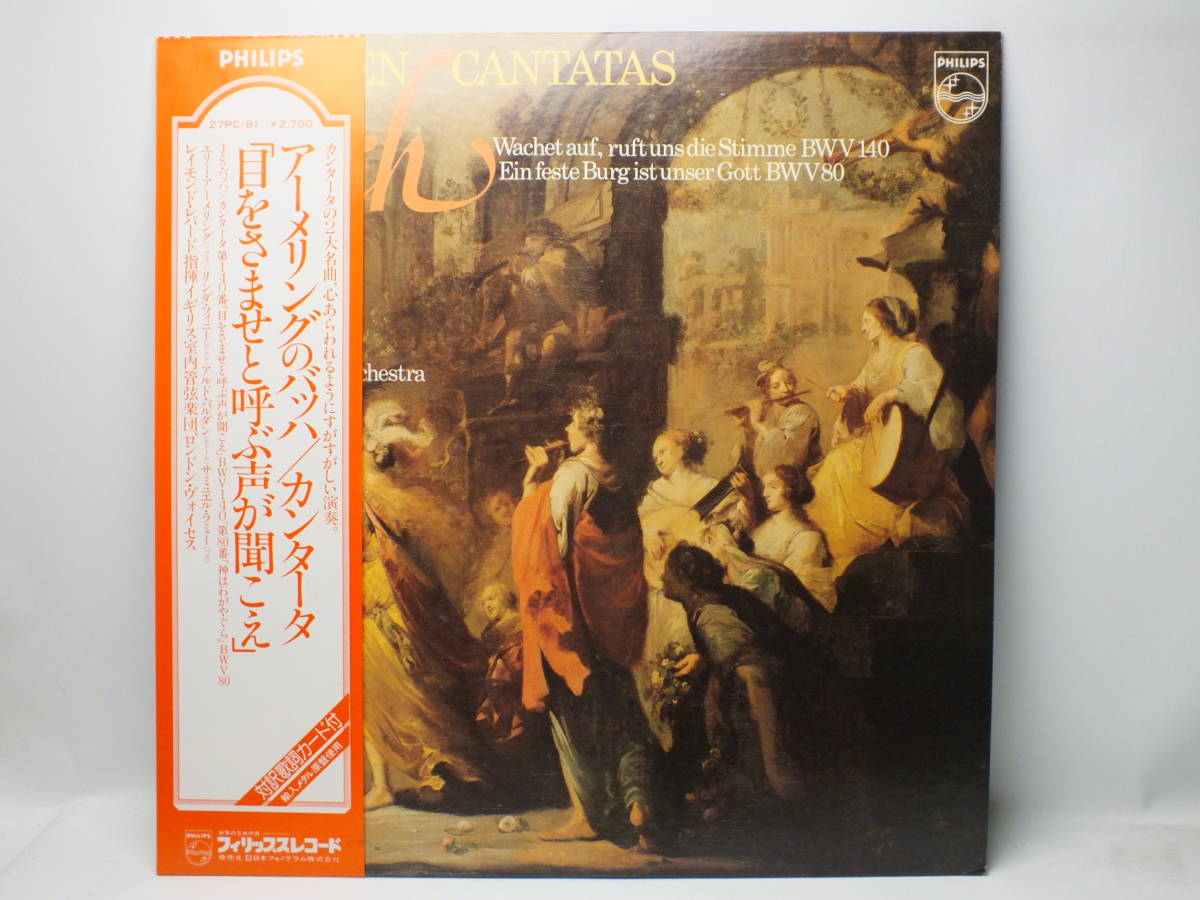 PHILIPS
27PC-81 ¥2,700
カンタータの2大名曲、心あらわれるようにすがすがしい演奏。
アーメリングのバッハ/カンタータ
「目をさませと呼ぶ声が聞こえ」
J・S・バッハ/カンタータ第140番「目をさませと呼ぶ声が聞こえ」BWV140、第80番「神はわがやぐら」BWV80
エリー・アーメリング リンダ・フィニー アルド・バルダン サミュエル・ラミー
レイモンド・レパード指揮イギリス室内管弦楽団、ロンドン・ヴォイセス
対訳歌詞カード付
輸入メタル原盤使用
PHILIPS
フィリップスレコード
発売元 日本フォノグラム株式会社
EN CANTATAS
ch
PHILIPS
Wachet auf, ruft uns die Stimme BWV 140
Ein feste Burg ist unser Gott BWV 80
chestra